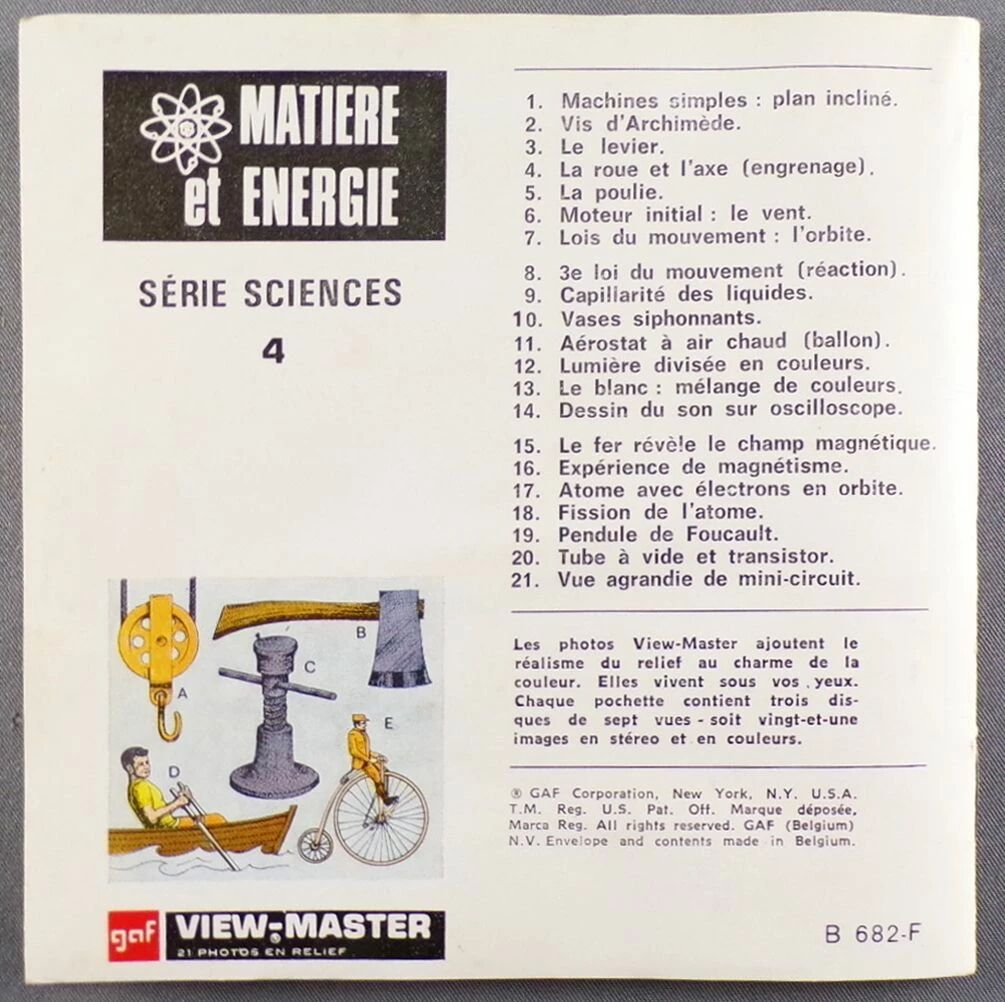 MATIERE
et ENERGIE
SÉRIE SCIENCES
4
1. Machines simples : plan incliné.
2. Vis d'Archimède.
3. Le levier.
4. La roue et l'axe (engrenage).
5. La poulie.
6. Moteur initial : le vent.
7. Lois du mouvement : l'orbite.
8. 3e loi du mouvement (réaction).
9. Capillarité des liquides.
10. Vases siphonnants.
11. Aérostat à air chaud (ballon).
12. Lumière divisée en couleurs.
13. Le blanc : mélange de couleurs.
14. Dessin du son sur oscilloscope.
15. Le fer révèle le champ magnétique.
16. Expérience de magnétisme.
17. Atome avec électrons en orbite.
18. Fission de l'atome.
19. Pendule de Foucault.
20. Tube à vide et transistor.
21. Vue agrandie de mini-circuit.
A
B
C
D
E
Les photos View-Master ajoutent le
réalisme du relief au charme de la
couleur. Elles vivent sous vos yeux.
Chaque pochette contient trois dis-
ques de sept vues - soit vingt-et-une
images en stéreo et en couleurs.
® GAF Corporation, New York, N.Y. U.S.A.
T.M. Reg. U.S. Pat. Off. Marque déposée,
Marca Reg. All rights reserved. GAF (Belgium)
N.V. Envelope and contents made in Belgium.
gaf VIEW-MASTER
®
21 PHOTOS EN RELIEF
B 682-F